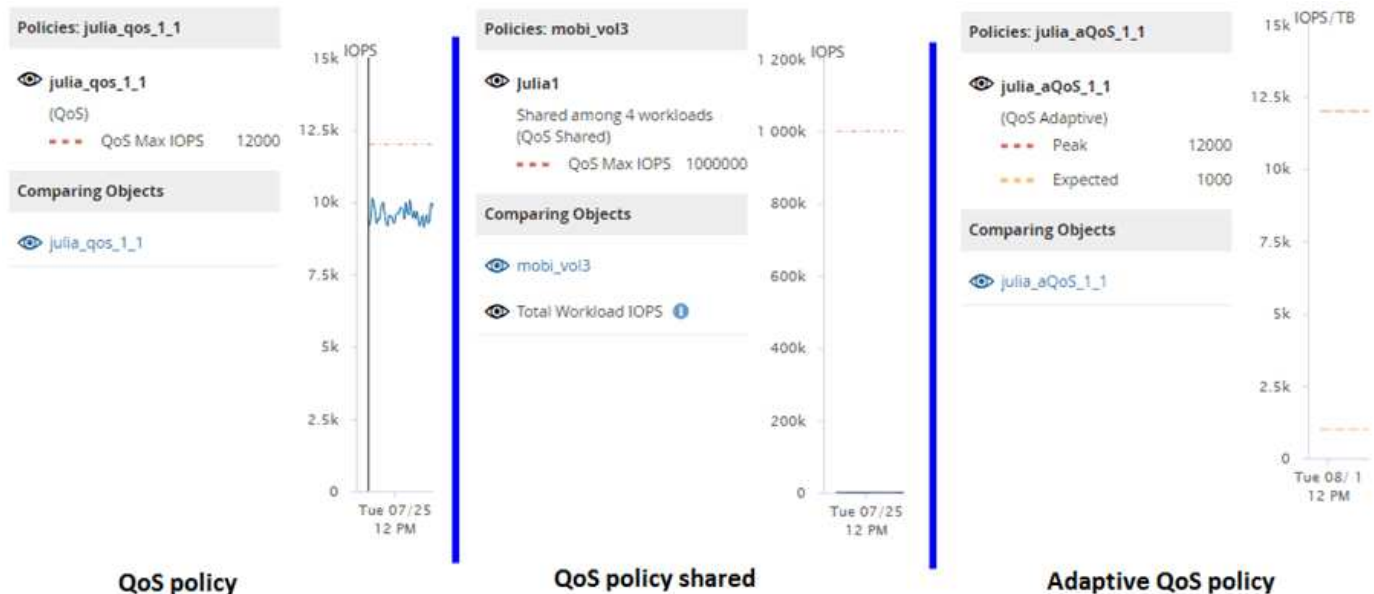 Policies: julia_qos_1_1
julia_qos_1_1
(QoS)
QoS Max IOPS 12000
Comparing Objects
julia_qos_1_1
IOPS
15k
12.5k
10k
7.5k
5k
2.5k
0
Tue 07/25
12 PM
QoS policy
Policies: mobi_vol3
Julia1
Shared among 4 workloads
(QoS Shared)
QoS Max IOPS 1000000
Comparing Objects
mobi_vol3
Total Workload IOPS
IOPS
1 200k
1 000k
800k
600k
400k
200k
0
Tue 07/25
12 PM
QoS policy shared
Policies: julia_aQoS_1_1
julia_aQoS_1_1
(QoS Adaptive)
Peak 12000
Expected 1000
Comparing Objects
julia_aQoS_1_1
IOPS/TB
15k
12.5k
10k
7.5k
5k
2.5k
0
Tue 08/ 1
12 PM
Adaptive QoS policy